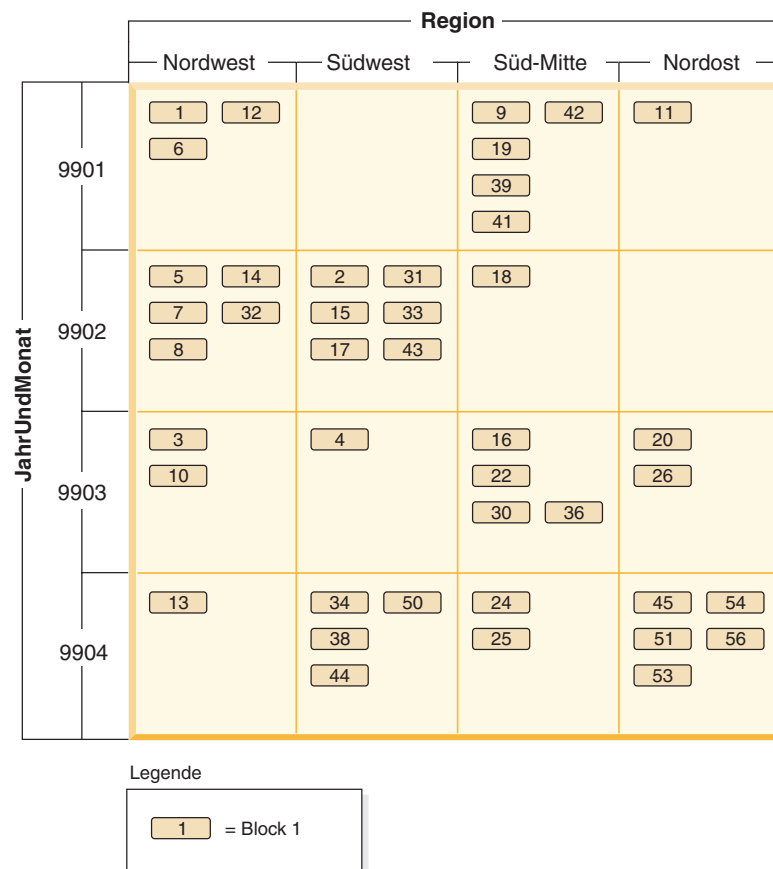 Region
Nordwest Südwest Süd-Mitte Nordost
JahrUndMonat
9901
1 12 9 42 11
6 19
39
41
9902
5 14 2 31 18
7 32 15 33
8 17 43
9903
3 4 16 20
10 22 26
30 36
9904
13 34 50 24 45 54
38 25 51 56
44 53
Legende
1 = Block 1